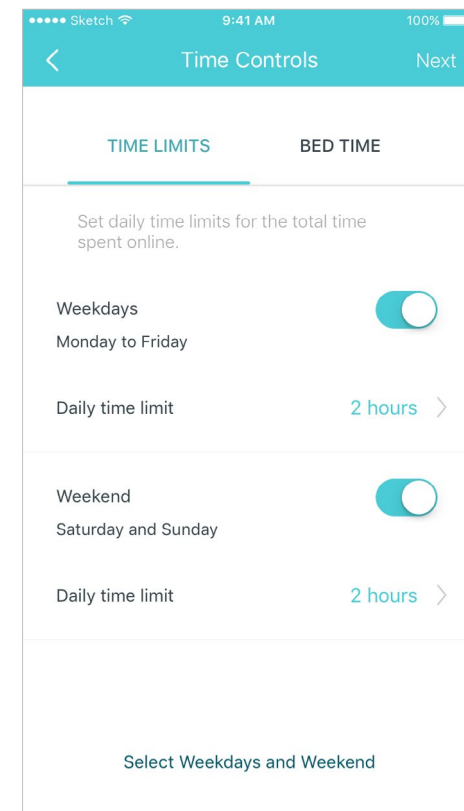 Sketch 9:41 AM 100%
Time Controls Next
TIME LIMITS BED TIME
Set daily time limits for the total time
spent online.
Weekdays
Monday to Friday
Daily time limit 2 hours
Weekend
Saturday and Sunday
Daily time limit 2 hours
Select Weekdays and Weekend